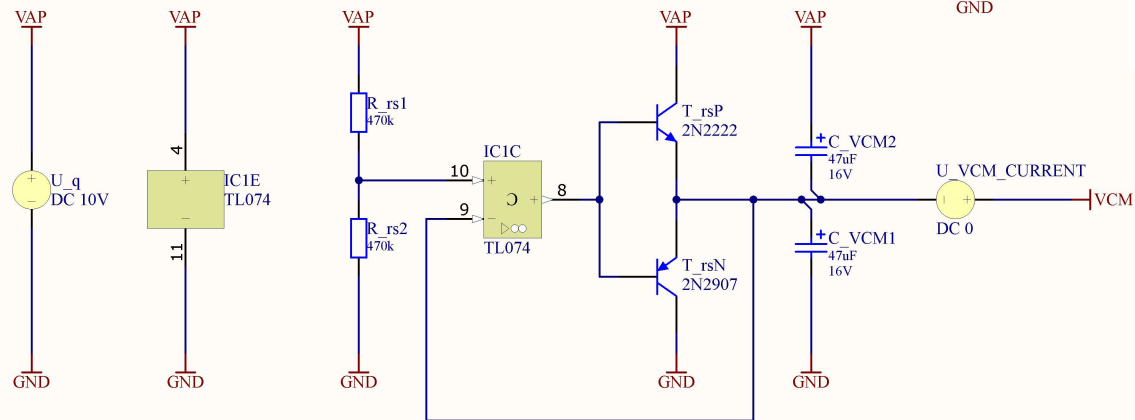 VAP
VAP
VAP
VAP
VAP
GND
U_q
DC 10V
4
+
−
IC1E
TL074
11
GND
GND
R_rs1
470k
R_rs2
470k
GND
IC1C
10
+
9
−
8
+
TL074
T_rsP
2N2222
T_rsN
2N2907
GND
C_VCM2
47uF
16V
C_VCM1
47uF
16V
GND
U_VCM_CURRENT
DC 0
VCM